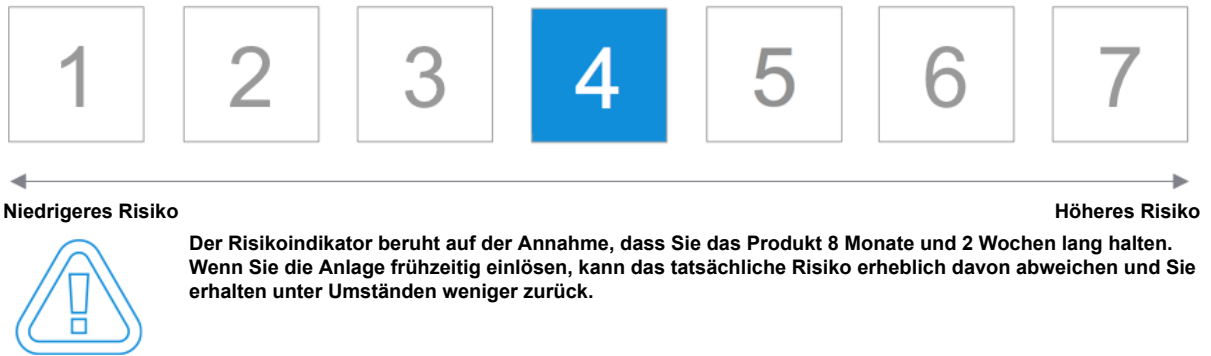 1 2 3 4 5 6 7
Niedrigeres Risiko Höheres Risiko
Der Risikoindikator beruht auf der Annahme, dass Sie das Produkt 8 Monate und 2 Wochen lang halten.
Wenn Sie die Anlage frühzeitig einlösen, kann das tatsächliche Risiko erheblich davon abweichen und Sie
erhalten unter Umständen weniger zurück.